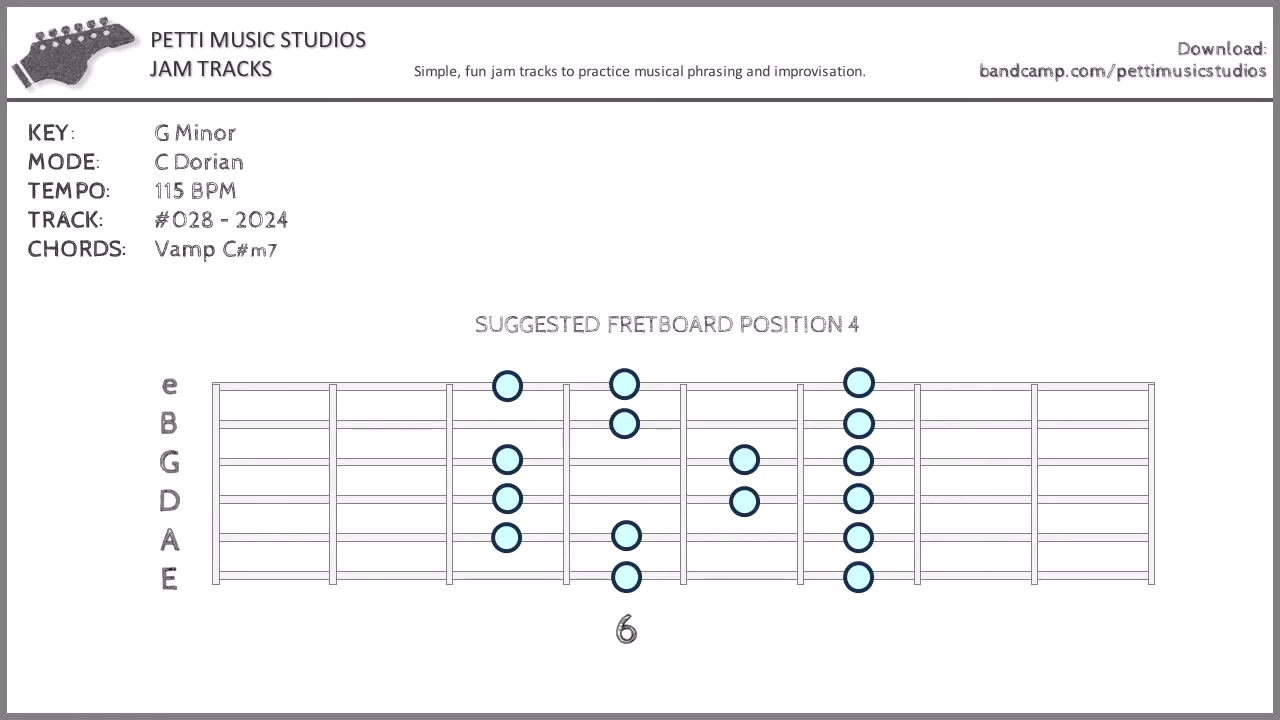 PETTI MUSIC STUDIOS
JAM TRACKS
Simple, fun jam tracks to practice musical phrasing and improvisation.
Download:
bandcamp.com/pettimusicstudios
KEY: G Minor
MODE: C Dorian
TEMPO: 115 BPM
TRACK: #028 - 2024
CHORDS: Vamp C#m7
SUGGESTED FRETBOARD POSITION 4
e
B
G
D
A
E
6